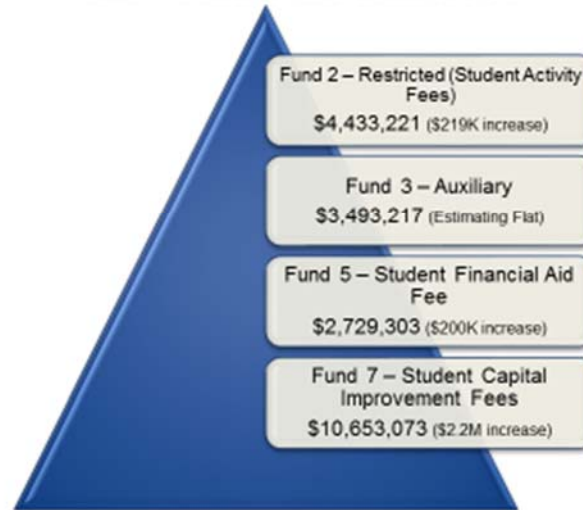 Fund 2 – Restricted (Student Activity
Fees)
$4,433,221 ($219K increase)
Fund 3 – Auxiliary
$3,493,217 (Estimating Flat)
Fund 5 – Student Financial Aid
Fee
$2,729,303 ($200K increase)
Fund 7 – Student Capital
Improvement Fees
$10,653,073 ($2.2M increase)